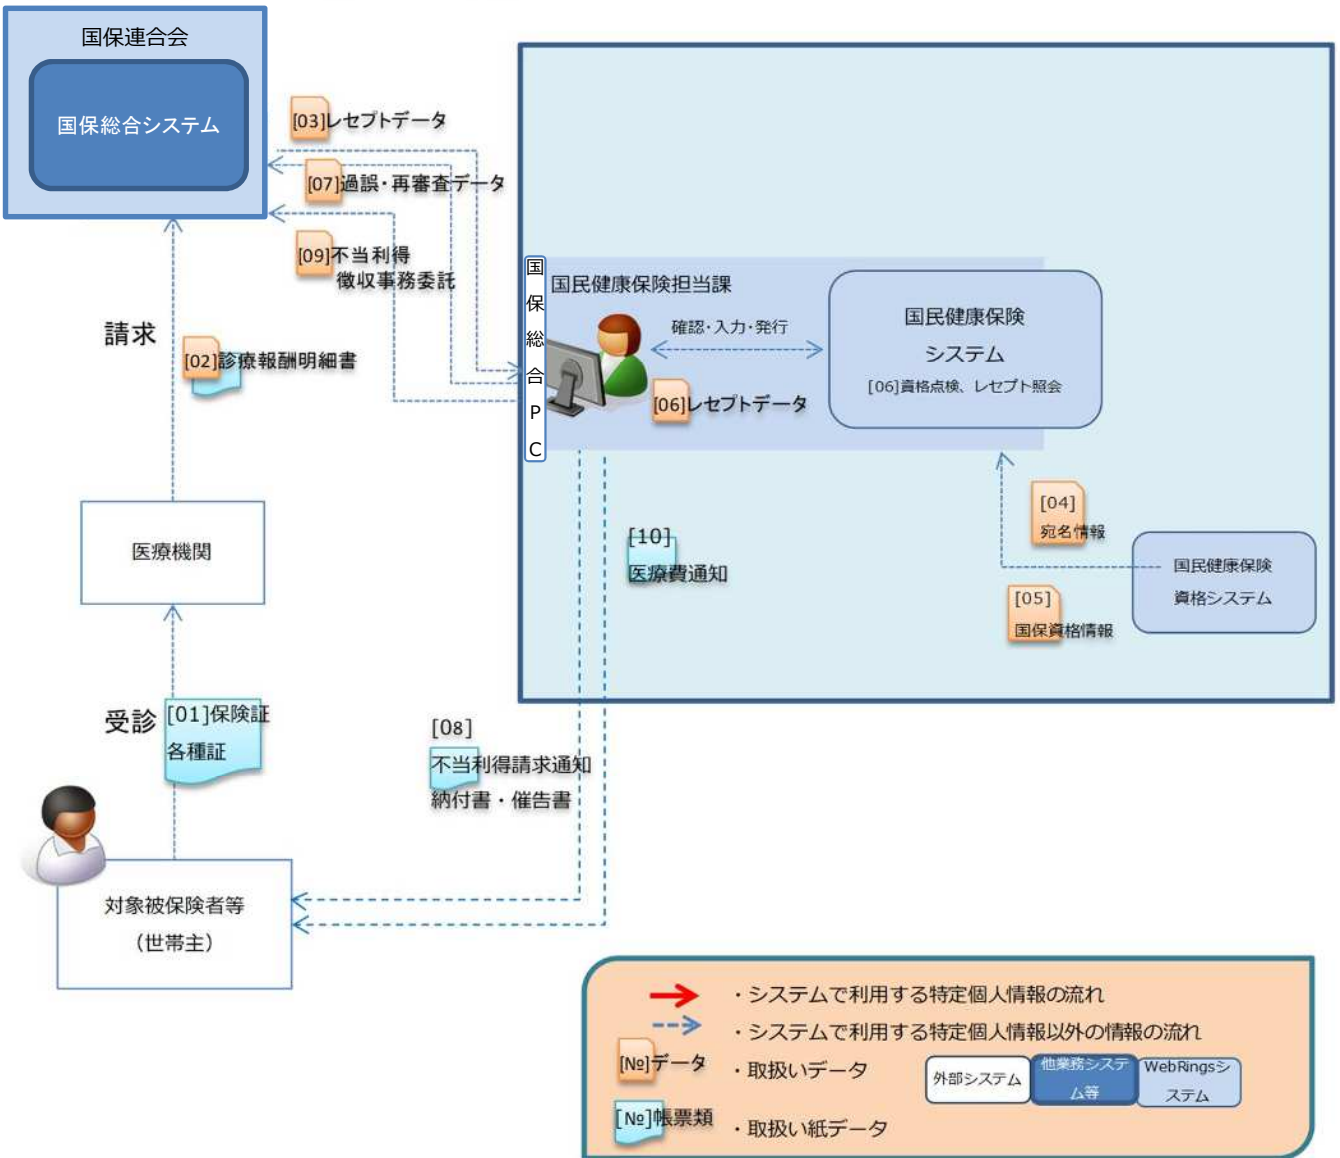 国保連合会
国保総合システム
[03]レセプトデータ
[07]過誤・再審査データ
[09]不当利得
徴収事務委託
請求
[02]診療報酬明細書
国保総合PC
国民健康保険担当課
確認・入力・発行
[06]レセプトデータ
国民健康保険
システム
[06]資格点検、レセプト照会
[04]
宛名情報
国民健康保険
資格システム
[05]
国保資格情報
[10]
医療費通知
医療機関
受診
[01]保険証
各種証
[08]
不当利得請求通知
納付書・催告書
対象被保険者等
（世帯主）
・システムで利用する特定個人情報の流れ
・システムで利用する特定個人情報以外の情報の流れ
[№]データ
・取扱いデータ
外部システム
他業務システ
ム等
WebRingsシ
ステム
[№]帳票類
・取扱い紙データ